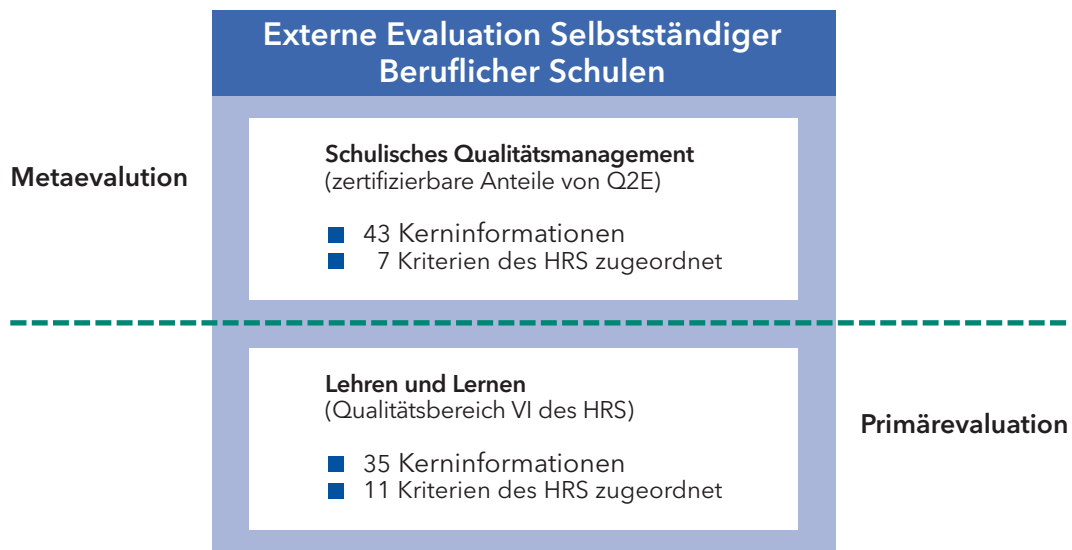 Externe Evaluation Selbstständiger
Beruflicher Schulen
Metaevalution
Schulisches Qualitätsmanagement
(zertifizierbare Anteile von Q2E)
43 Kerninformationen
7 Kriterien des HRS zugeordnet
Lehren und Lernen
(Qualitätsbereich VI des HRS)
Primärevaluation
35 Kerninformationen
11 Kriterien des HRS zugeordnet